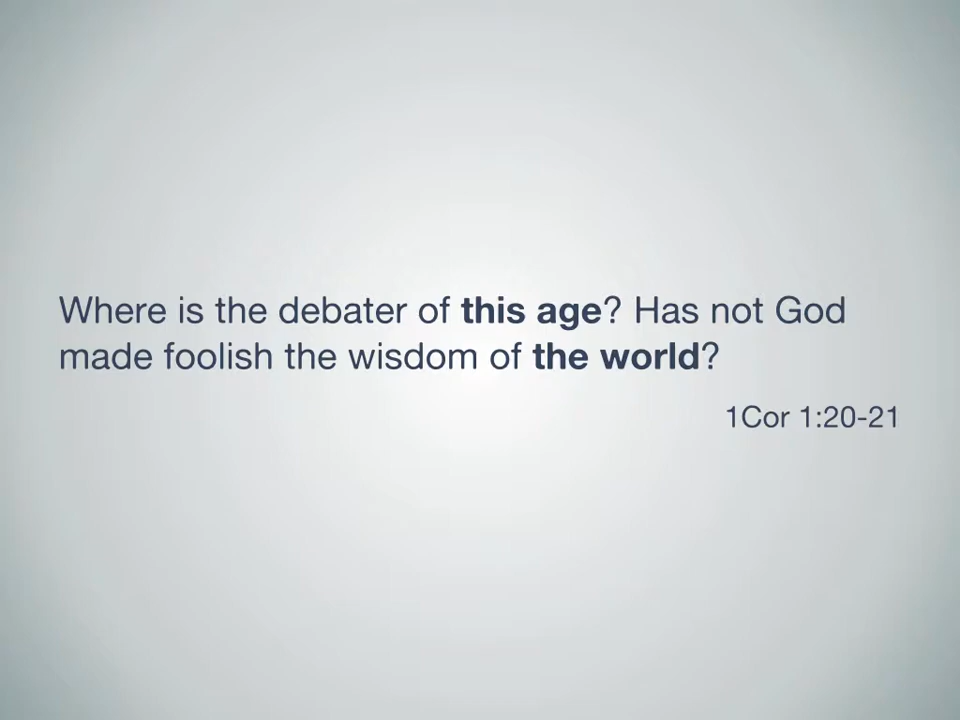 Where is the debater of this age? Has not God
made foolish the wisdom of the world?
1Cor 1:20-21